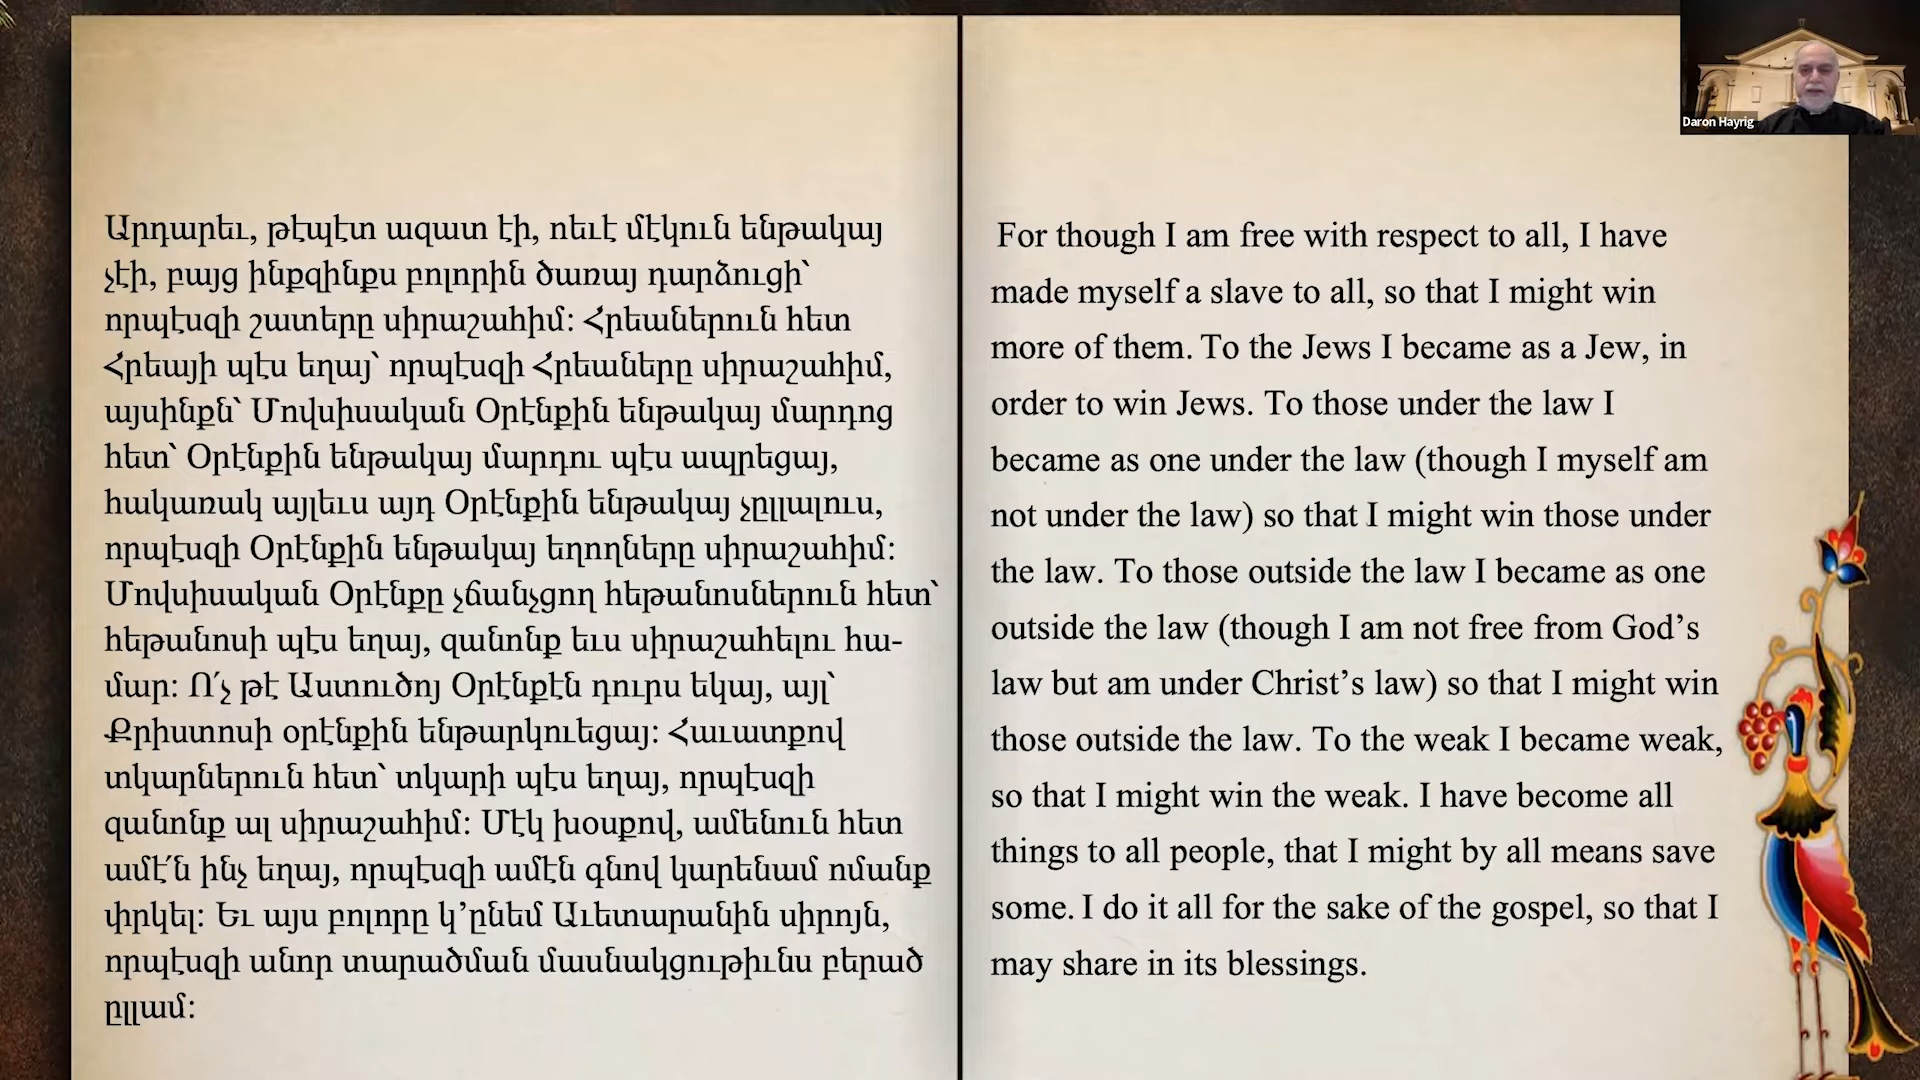 Արդարեւ, թէպէտ ազատ էի, ոեւէ մէկուն ենթակայ
չէի, բայց ինքզինքս բոլորին ծառայ դարձուցի՝
որպէսզի շատերը սիրաշահիմ: Հրեաներուն հետ
Հրեայի պէս եղայ՝ որպէսզի Հրեաները սիրաշահիմ,
այսինքն՝ Մովսիսական Օրէնքին ենթակայ մարդոց
հետ՝ Օրէնքին ենթակայ մարդու պէս ապրեցայ,
հակառակ այլեւս այդ Օրէնքին ենթակայ չըլլալուս,
որպէսզի Օրէնքին ենթակայ եղողները սիրաշահիմ:
Մովսիսական Օրէնքը չճանչցող հեթանոսներուն հետ՝
հեթանոսի պէս եղայ, զանոնք եւս սիրաշահելու հա-
մար: Ո՛չ թէ Աստուծոյ Օրէնքէն դուրս եկայ, այլ՝
Քրիստոսի օրէնքին ենթարկուեցայ: Հաւատքով
տկարներուն հետ՝ տկարի պէս եղայ, որպէսզի
զանոնք ալ սիրաշահիմ: Մէկ խօսքով, ամենուն հետ
ամէ՛ն ինչ եղայ, որպէսզի ամէն գնով կարենամ ոմանք
փրկել: Եւ այս բոլորը կ’ընեմ Աւետարանին սիրոյն,
որպէսզի անոր տարածման մասնակցութիւնս բերած
ըլլամ:
For though I am free with respect to all, I have
made myself a slave to all, so that I might win
more of them. To the Jews I became as a Jew, in
order to win Jews. To those under the law I
became as one under the law (though I myself am
not under the law) so that I might win those under
the law. To those outside the law I became as one
outside the law (though I am not free from God’s
law but am under Christ’s law) so that I might win
those outside the law. To the weak I became weak,
so that I might win the weak. I have become all
things to all people, that I might by all means save
some. I do it all for the sake of the gospel, so that I
may share in its blessings.
Daron Hayrig